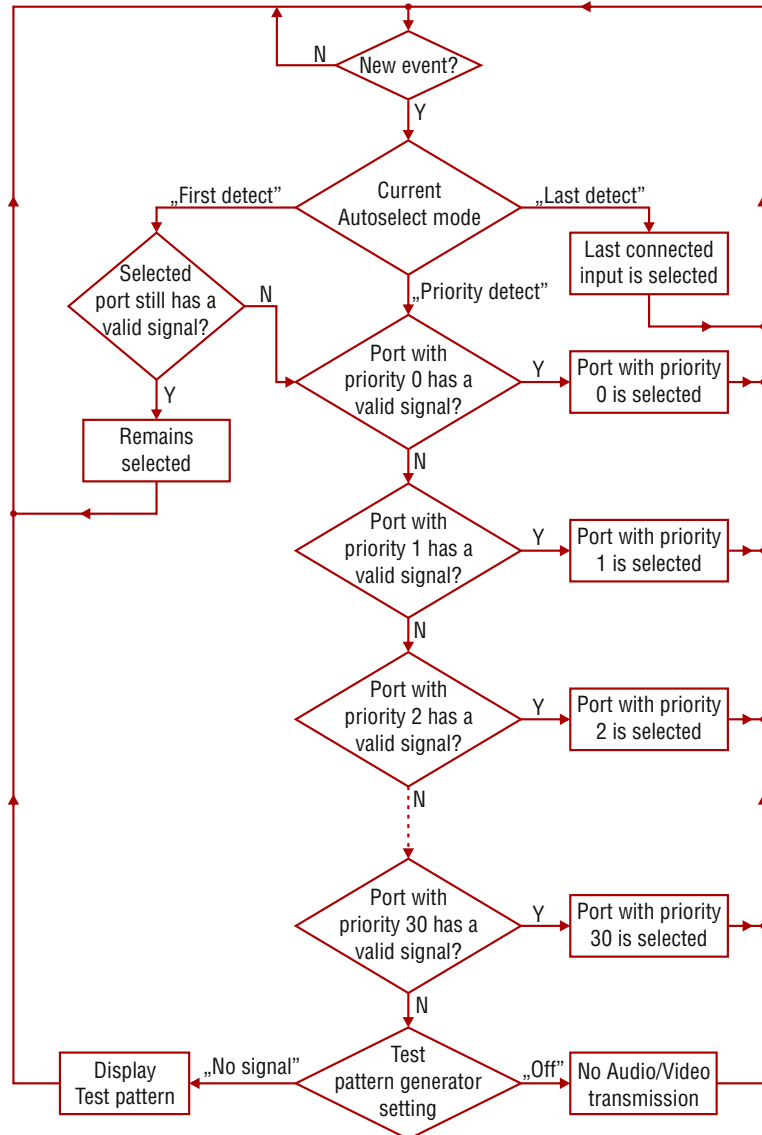 N
New event?
Y
„First detect”
Current
Autoselect mode
„Last detect”
Last connected
input is selected
Selected
port still has a
valid signal?
N
Y
Remains
selected
„Priority detect”
Port with
priority 0 has a
valid signal?
Y
Port with priority
0 is selected
N
Port with
priority 1 has a
valid signal?
Y
Port with priority
1 is selected
N
Port with
priority 2 has a
valid signal?
Y
Port with priority
2 is selected
N
Port with
priority 30 has a
valid signal?
Y
Port with priority
30 is selected
N
Test
pattern generator
setting
„No signal”
Display
Test pattern
„Off”
No Audio/Video
transmission